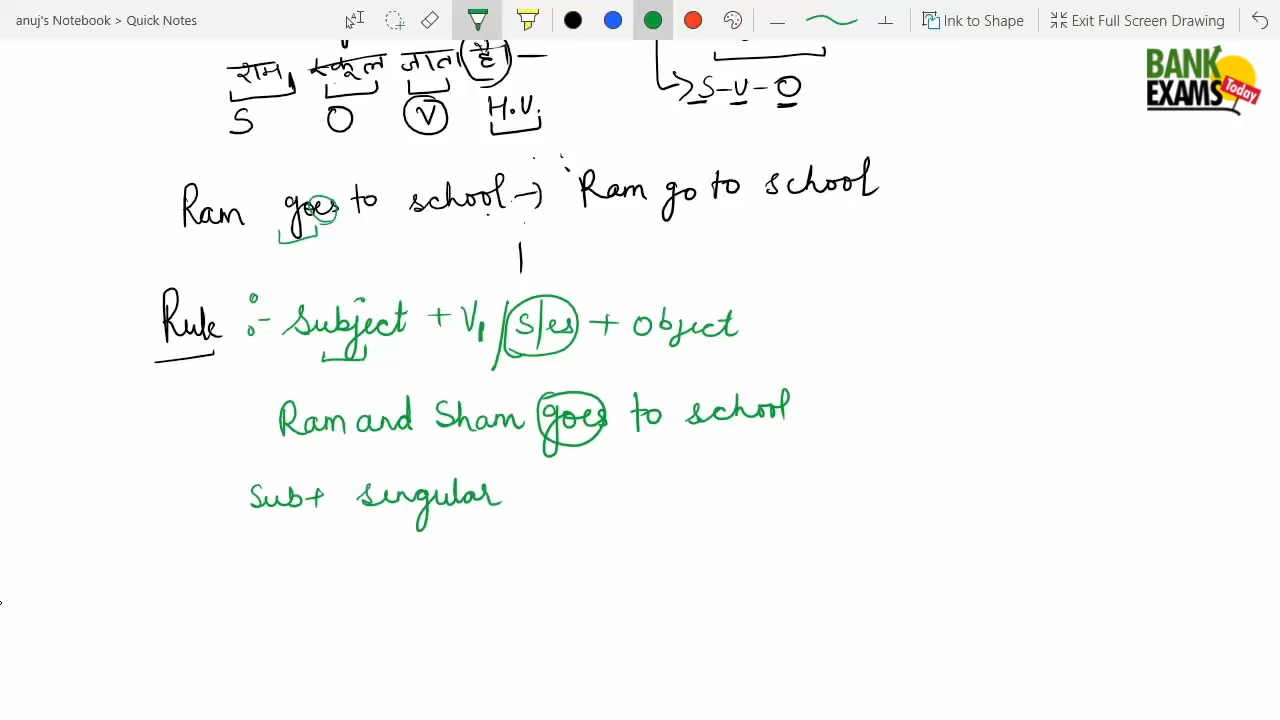 anuj's Notebook > Quick Notes
Ink to Shape
Exit Full Screen Drawing
BANK
EXAMS
Today
राम स्कूल जाता है
S O V H.V.
S-V-O
Ram goes to school → Ram go to school
Rule :- Subject + V1/s/es + object
Ram and Sham goes to school
Sub+ singular